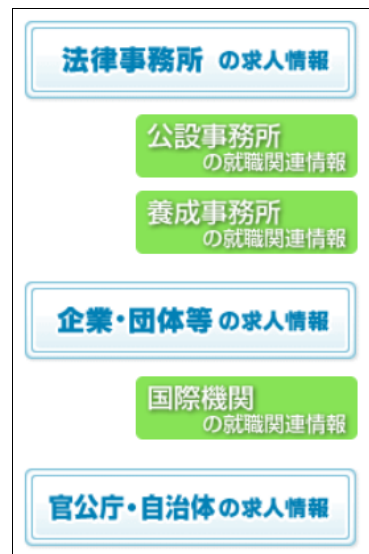 法律事務所 の求人情報
公設事務所
の就職関連情報
養成事務所
の就職関連情報
企業・団体等 の求人情報
国際機関
の就職関連情報
官公庁・自治体 の求人情報